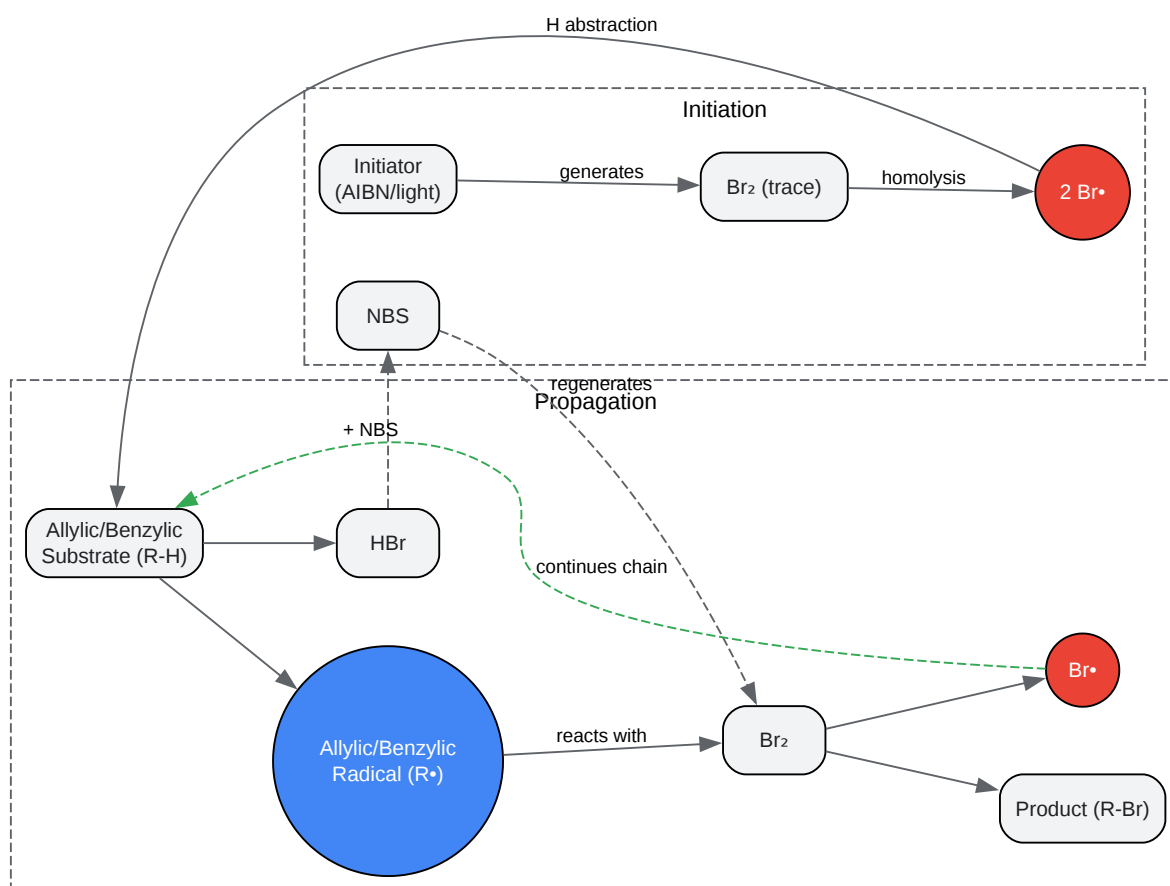 H abstraction
Initiation
Initiator
(AIBN/light)
generates
Br₂ (trace)
homolysis
2 Br•
NBS
regenerates
Propagation
+ NBS
Allylic/Benzylic
Substrate (R-H)
HBr
continues chain
Br•
Allylic/Benzylic
Radical (R•)
reacts with
Br₂
Product (R-Br)